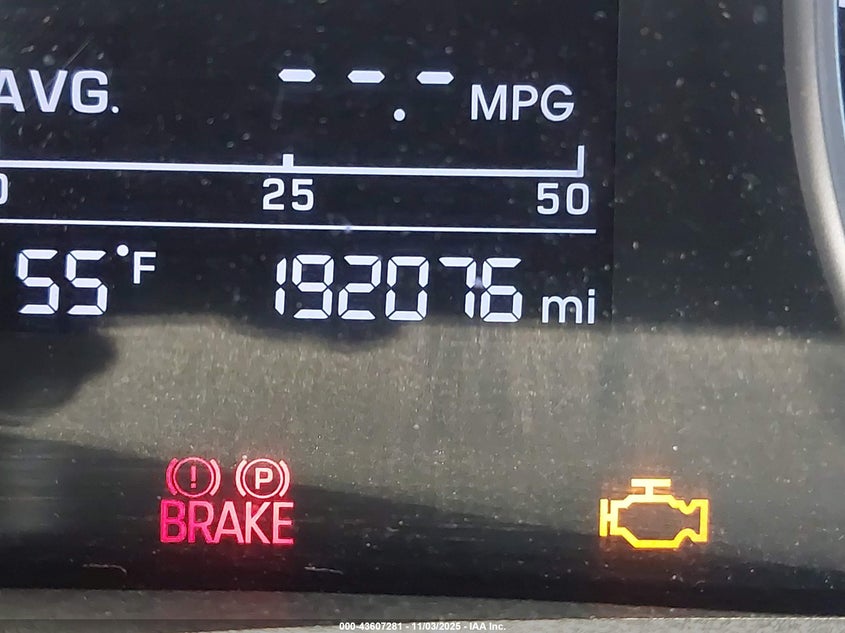 AVG. --.- MPG
0 25 50
55°F 192076 mi
(!) (P)
BRAKE
000-43607281 - 11/03/2025 - IAA Inc.